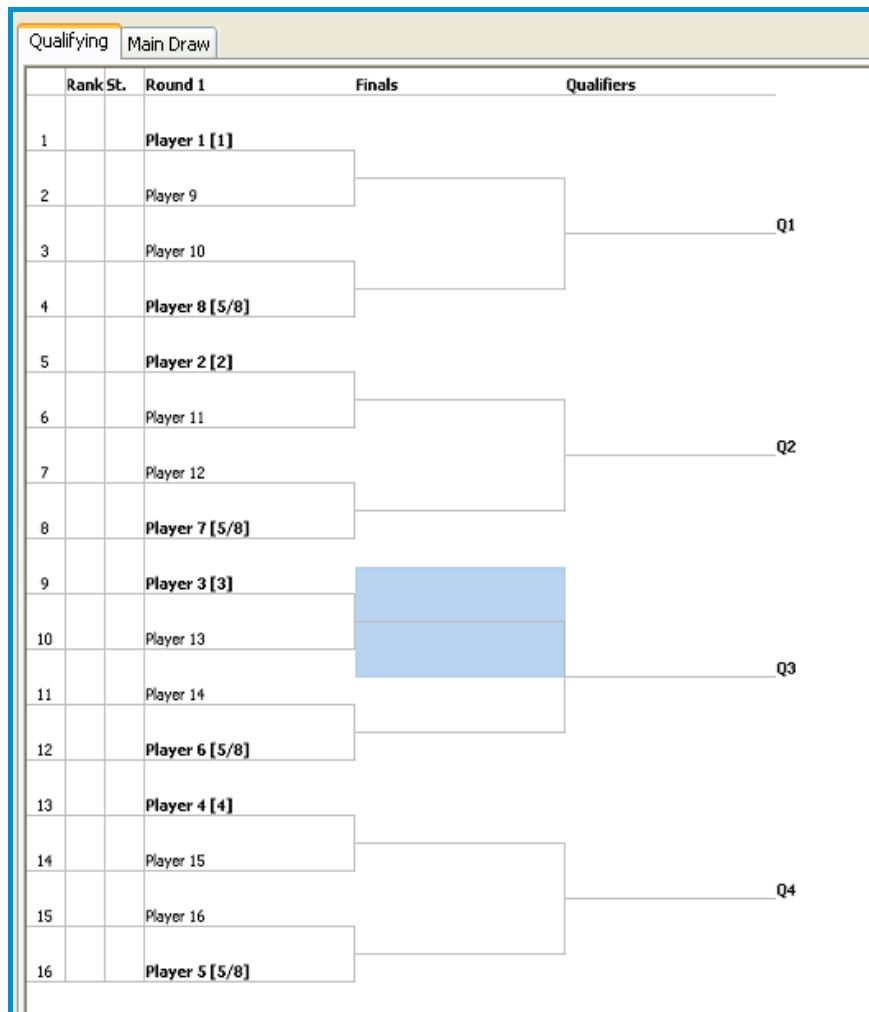 Qualifying Main Draw
Rank St. Round 1 Finals Qualifiers
1 Player 1 [1]
2 Player 9
Q1
3 Player 10
4 Player 8 [5/8]
5 Player 2 [2]
6 Player 11
Q2
7 Player 12
8 Player 7 [5/8]
9 Player 3 [3]
10 Player 13
Q3
11 Player 14
12 Player 6 [5/8]
13 Player 4 [4]
14 Player 15
Q4
15 Player 16
16 Player 5 [5/8]